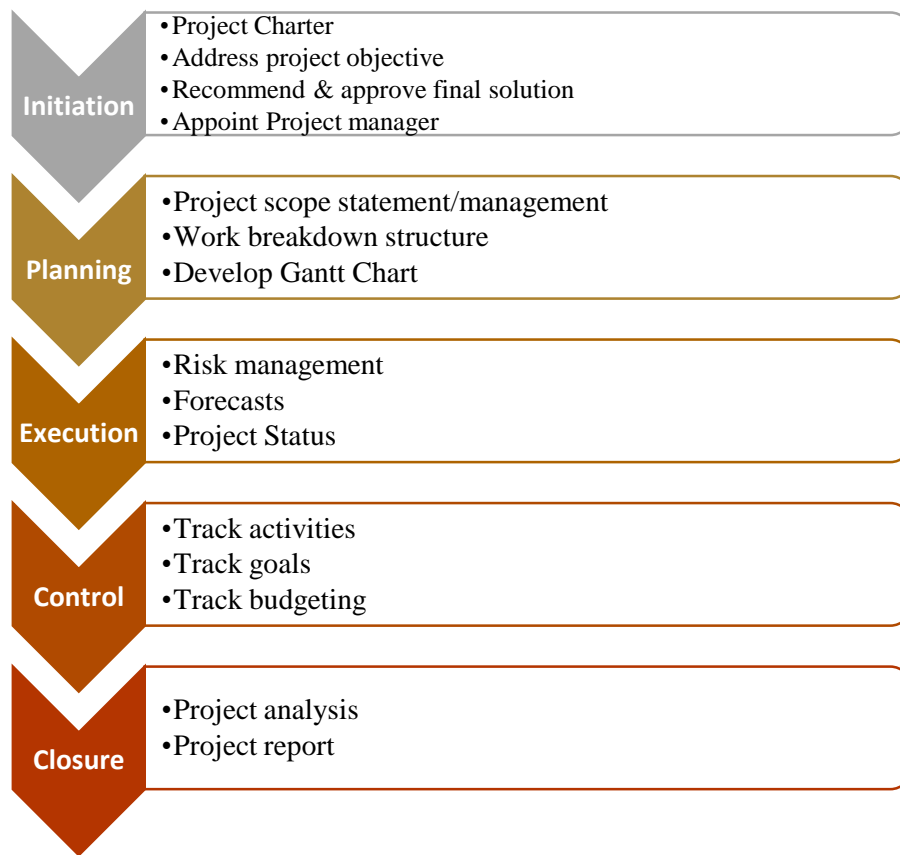 Initiation
•Project Charter
•Address project objective
•Recommend & approve final solution
•Appoint Project manager
Planning
•Project scope statement/management
•Work breakdown structure
•Develop Gantt Chart
Execution
•Risk management
•Forecasts
•Project Status
Control
•Track activities
•Track goals
•Track budgeting
Closure
•Project analysis
•Project report